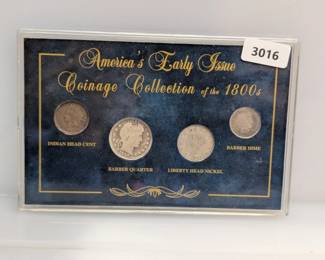 3016
America's Early Issue
Coinage Collection of the 1800s
INDIAN HEAD CENT
BARBER QUARTER
LIBERTY HEAD NICKEL
BARBER DIME